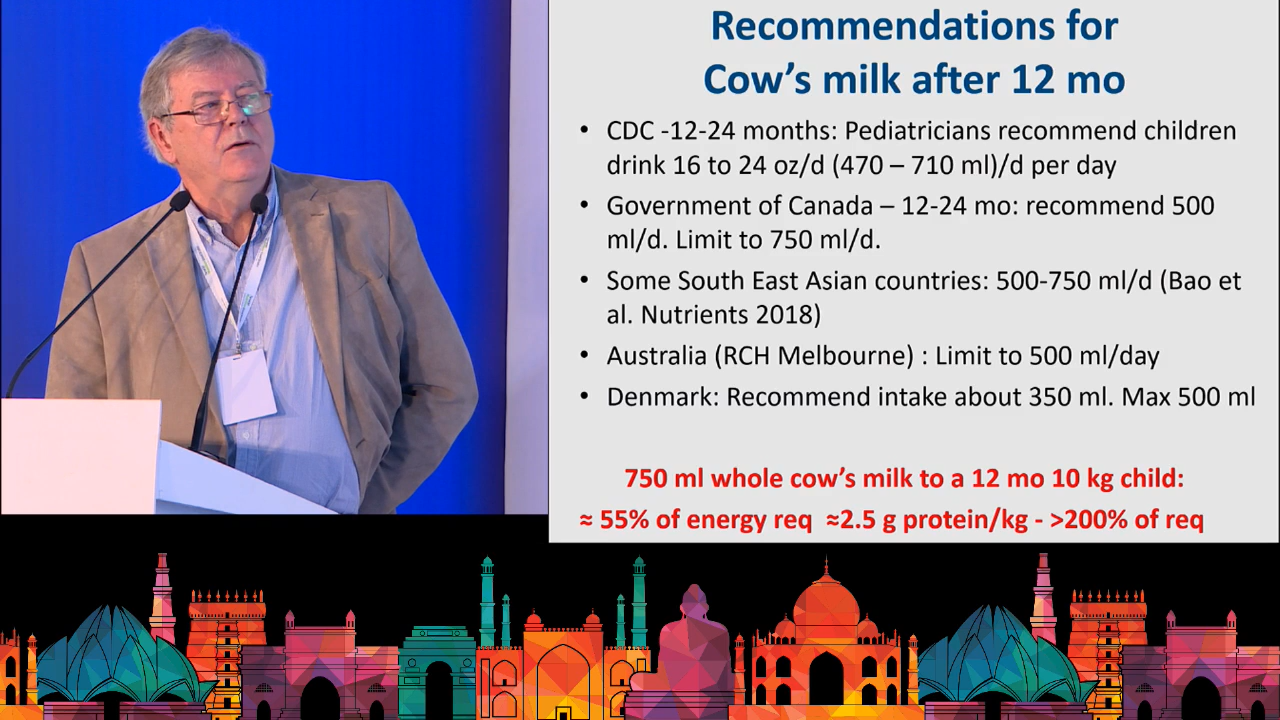 Recommendations for
Cow's milk after 12 mo
• CDC -12-24 months: Pediatricians recommend children
drink 16 to 24 oz/d (470 – 710 ml)/d per day
• Government of Canada – 12-24 mo: recommend 500
ml/d. Limit to 750 ml/d.
• Some South East Asian countries: 500-750 ml/d (Bao et
al. Nutrients 2018)
• Australia (RCH Melbourne) : Limit to 500 ml/day
• Denmark: Recommend intake about 350 ml. Max 500 ml
750 ml whole cow's milk to a 12 mo 10 kg child:
≈ 55% of energy req ≈2.5 g protein/kg - >200% of req